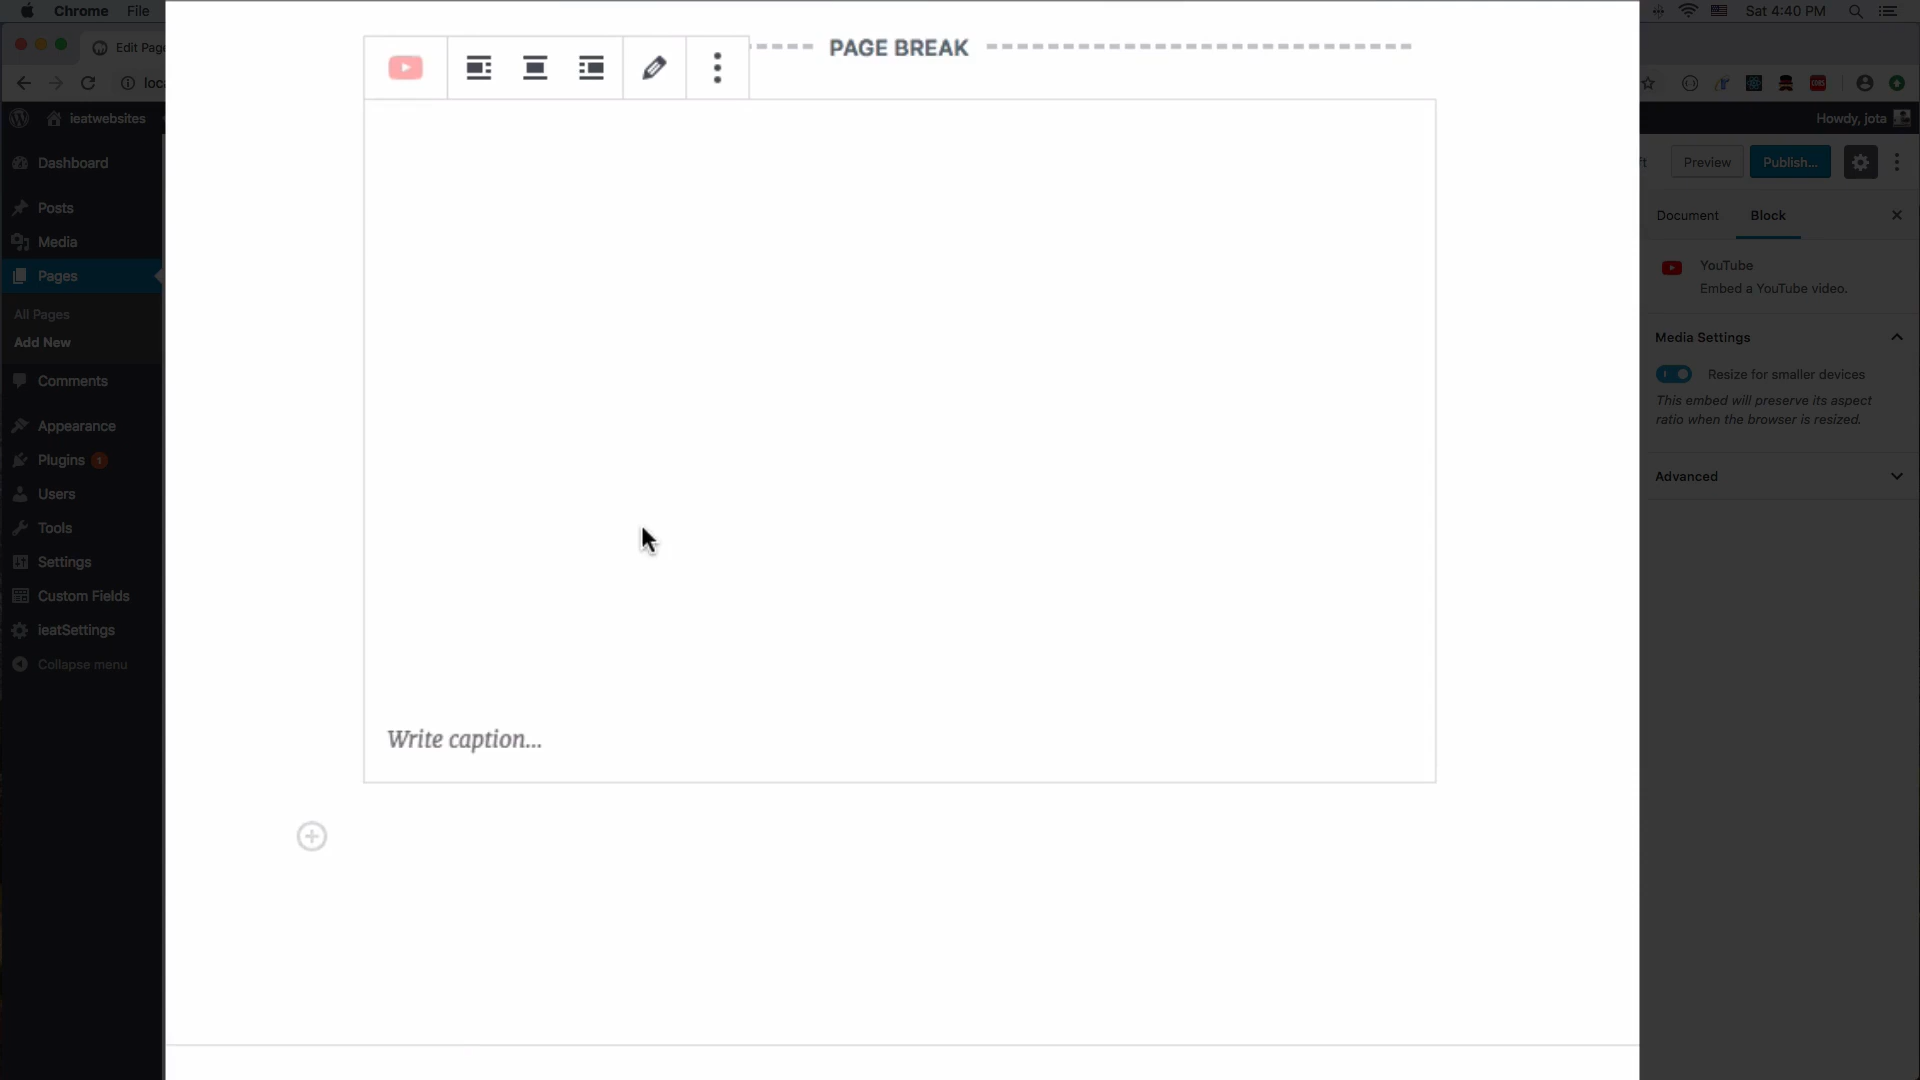 Chrome File
Sat 4:40 PM
Edit Page
ieatwebsites
Howdy, jota
Dashboard
Posts
Media
Pages
All Pages
Add New
Comments
Appearance
Plugins 1
Users
Tools
Settings
Custom Fields
ieatSettings
Collapse menu
PAGE BREAK
Write caption...
Preview
Publish...
Document
Block
YouTube
Embed a YouTube video.
Media Settings
Resize for smaller devices
This embed will preserve its aspect
ratio when the browser is resized.
Advanced